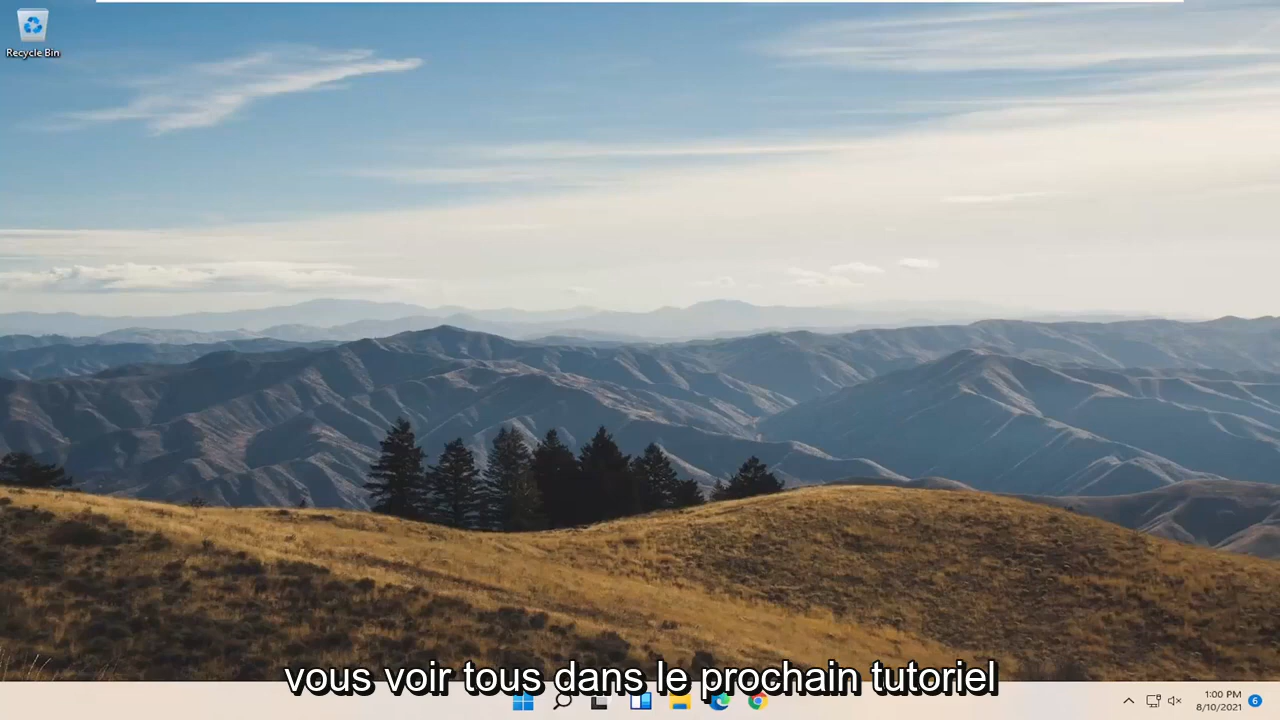 Recycle Bin
vous voir tous dans le prochain tutoriel
1:00 PM
8/10/2021
6